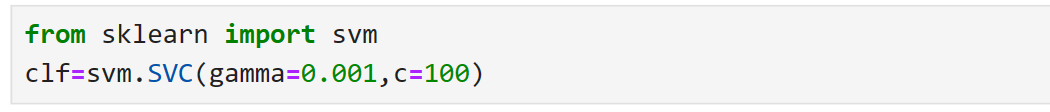 from sklearn import svm
clf=svm.SVC(gamma=0.001,c=100)